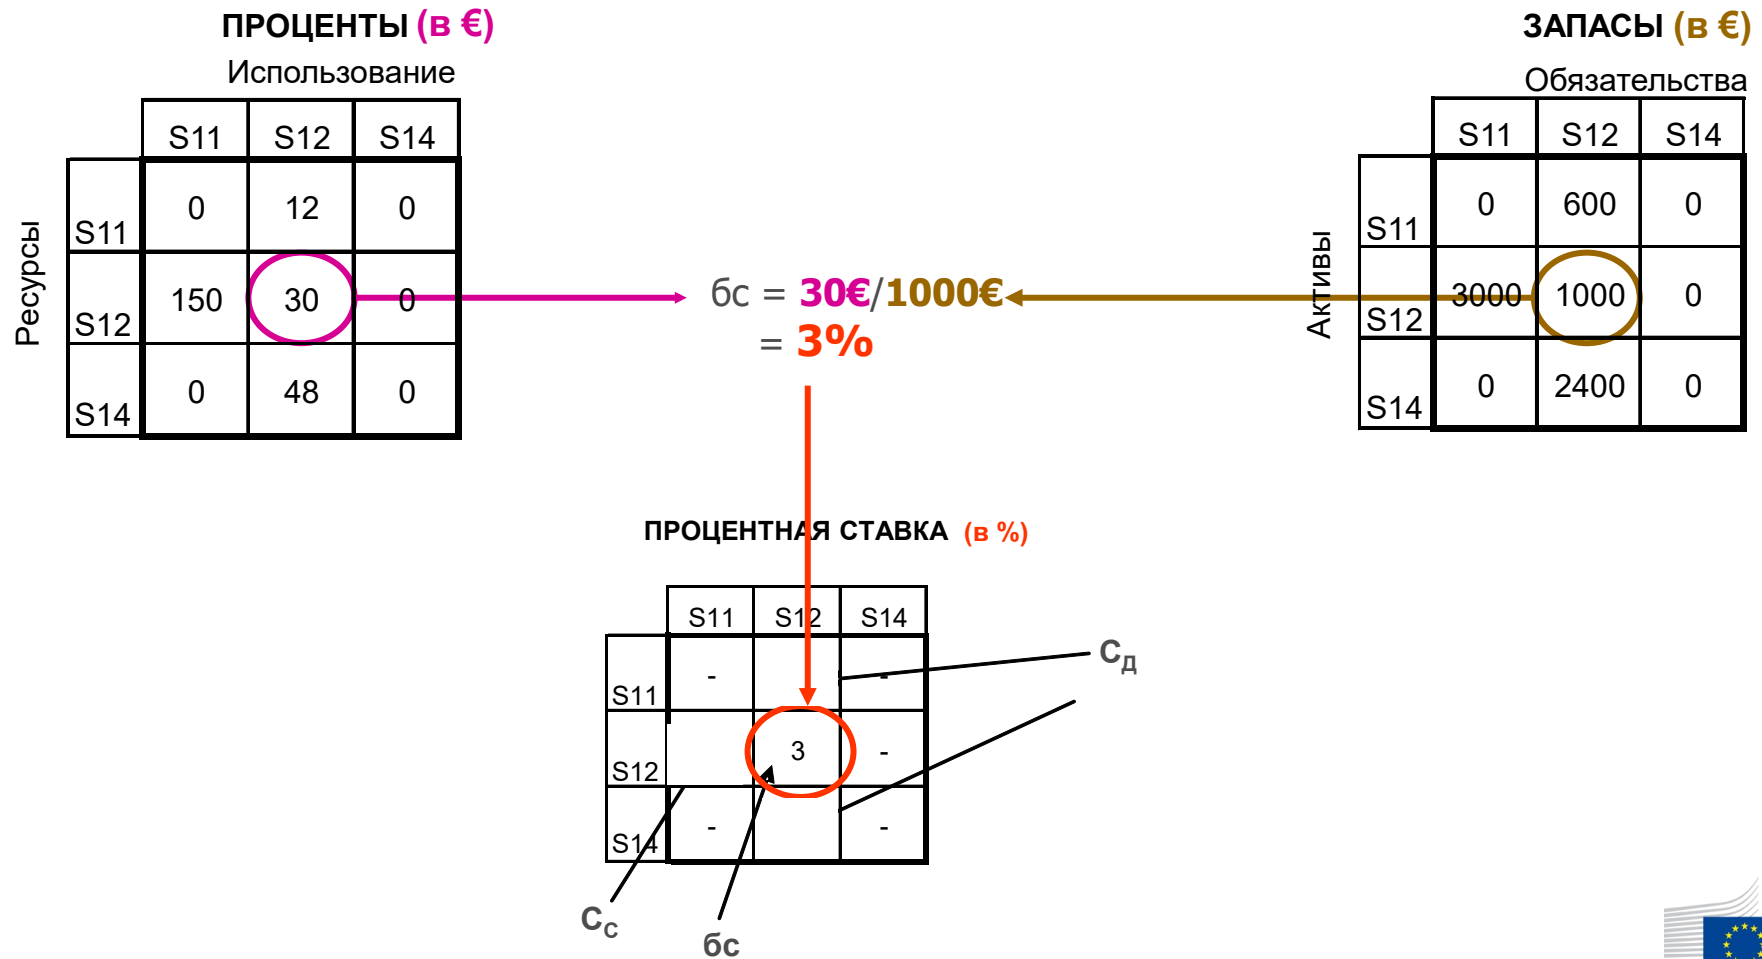 ПРОЦЕНТЫ (в €)
Использование
S11 S12 S14
Ресурсы
S11 0 12 0
S12 150 30 0
S14 0 48 0
бс = 30€/1000€
= 3%
ЗАПАСЫ (в €)
Обязательства
S11 S12 S14
Активы
S11 0 600 0
S12 3000 1000 0
S14 0 2400 0
ПРОЦЕНТНАЯ СТАВКА (в %)
S11 S12 S14
S11 - -
S12 3 -
S14 - -
Сд
Сс
бс